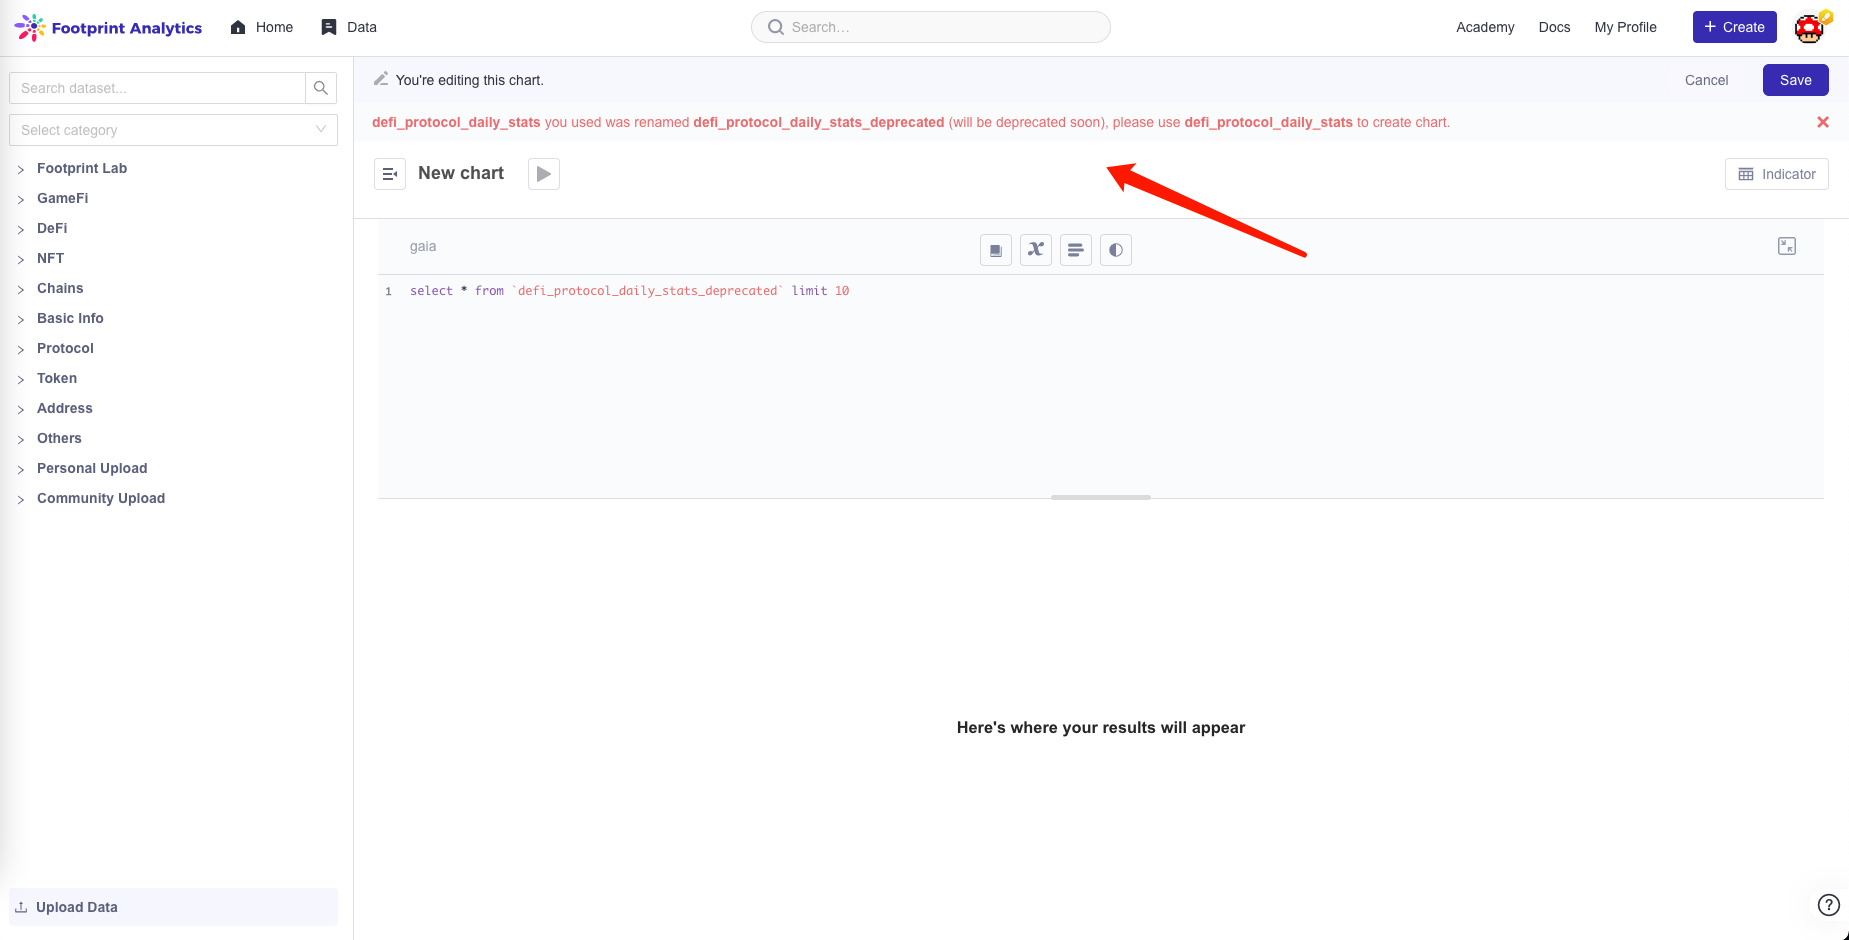 Footprint Analytics
Home
Data
Search...
Academy
Docs
My Profile
+ Create
Search dataset...
Select category
Footprint Lab
GameFi
DeFi
NFT
Chains
Basic Info
Protocol
Token
Address
Others
Personal Upload
Community Upload
Upload Data
You're editing this chart.
Cancel
Save
defi_protocol_daily_stats you used was renamed defi_protocol_daily_stats_deprecated (will be deprecated soon), please use defi_protocol_daily_stats to create chart.
New chart
Indicator
gaia
1 select * from `defi_protocol_daily_stats_deprecated` limit 10
Here's where your results will appear